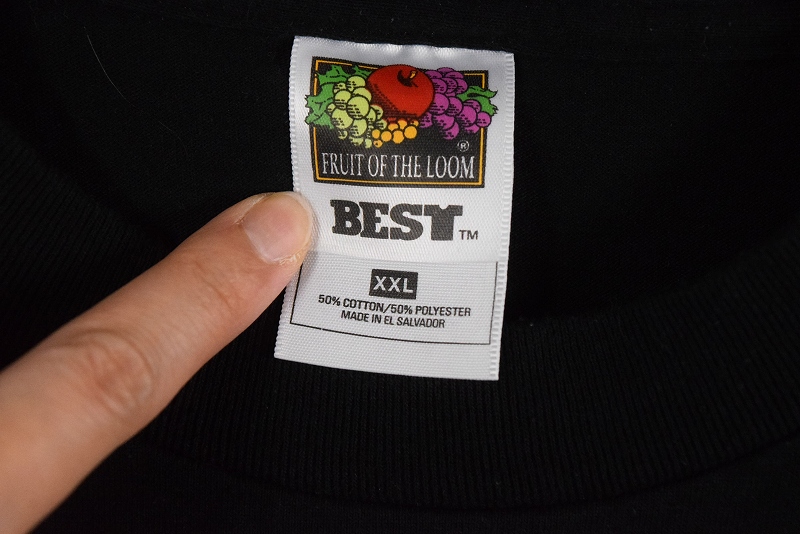 ®
FRUIT OF THE LOOM
BEST™
XXL
50% COTTON/50% POLYESTER
MADE IN EL SALVADOR